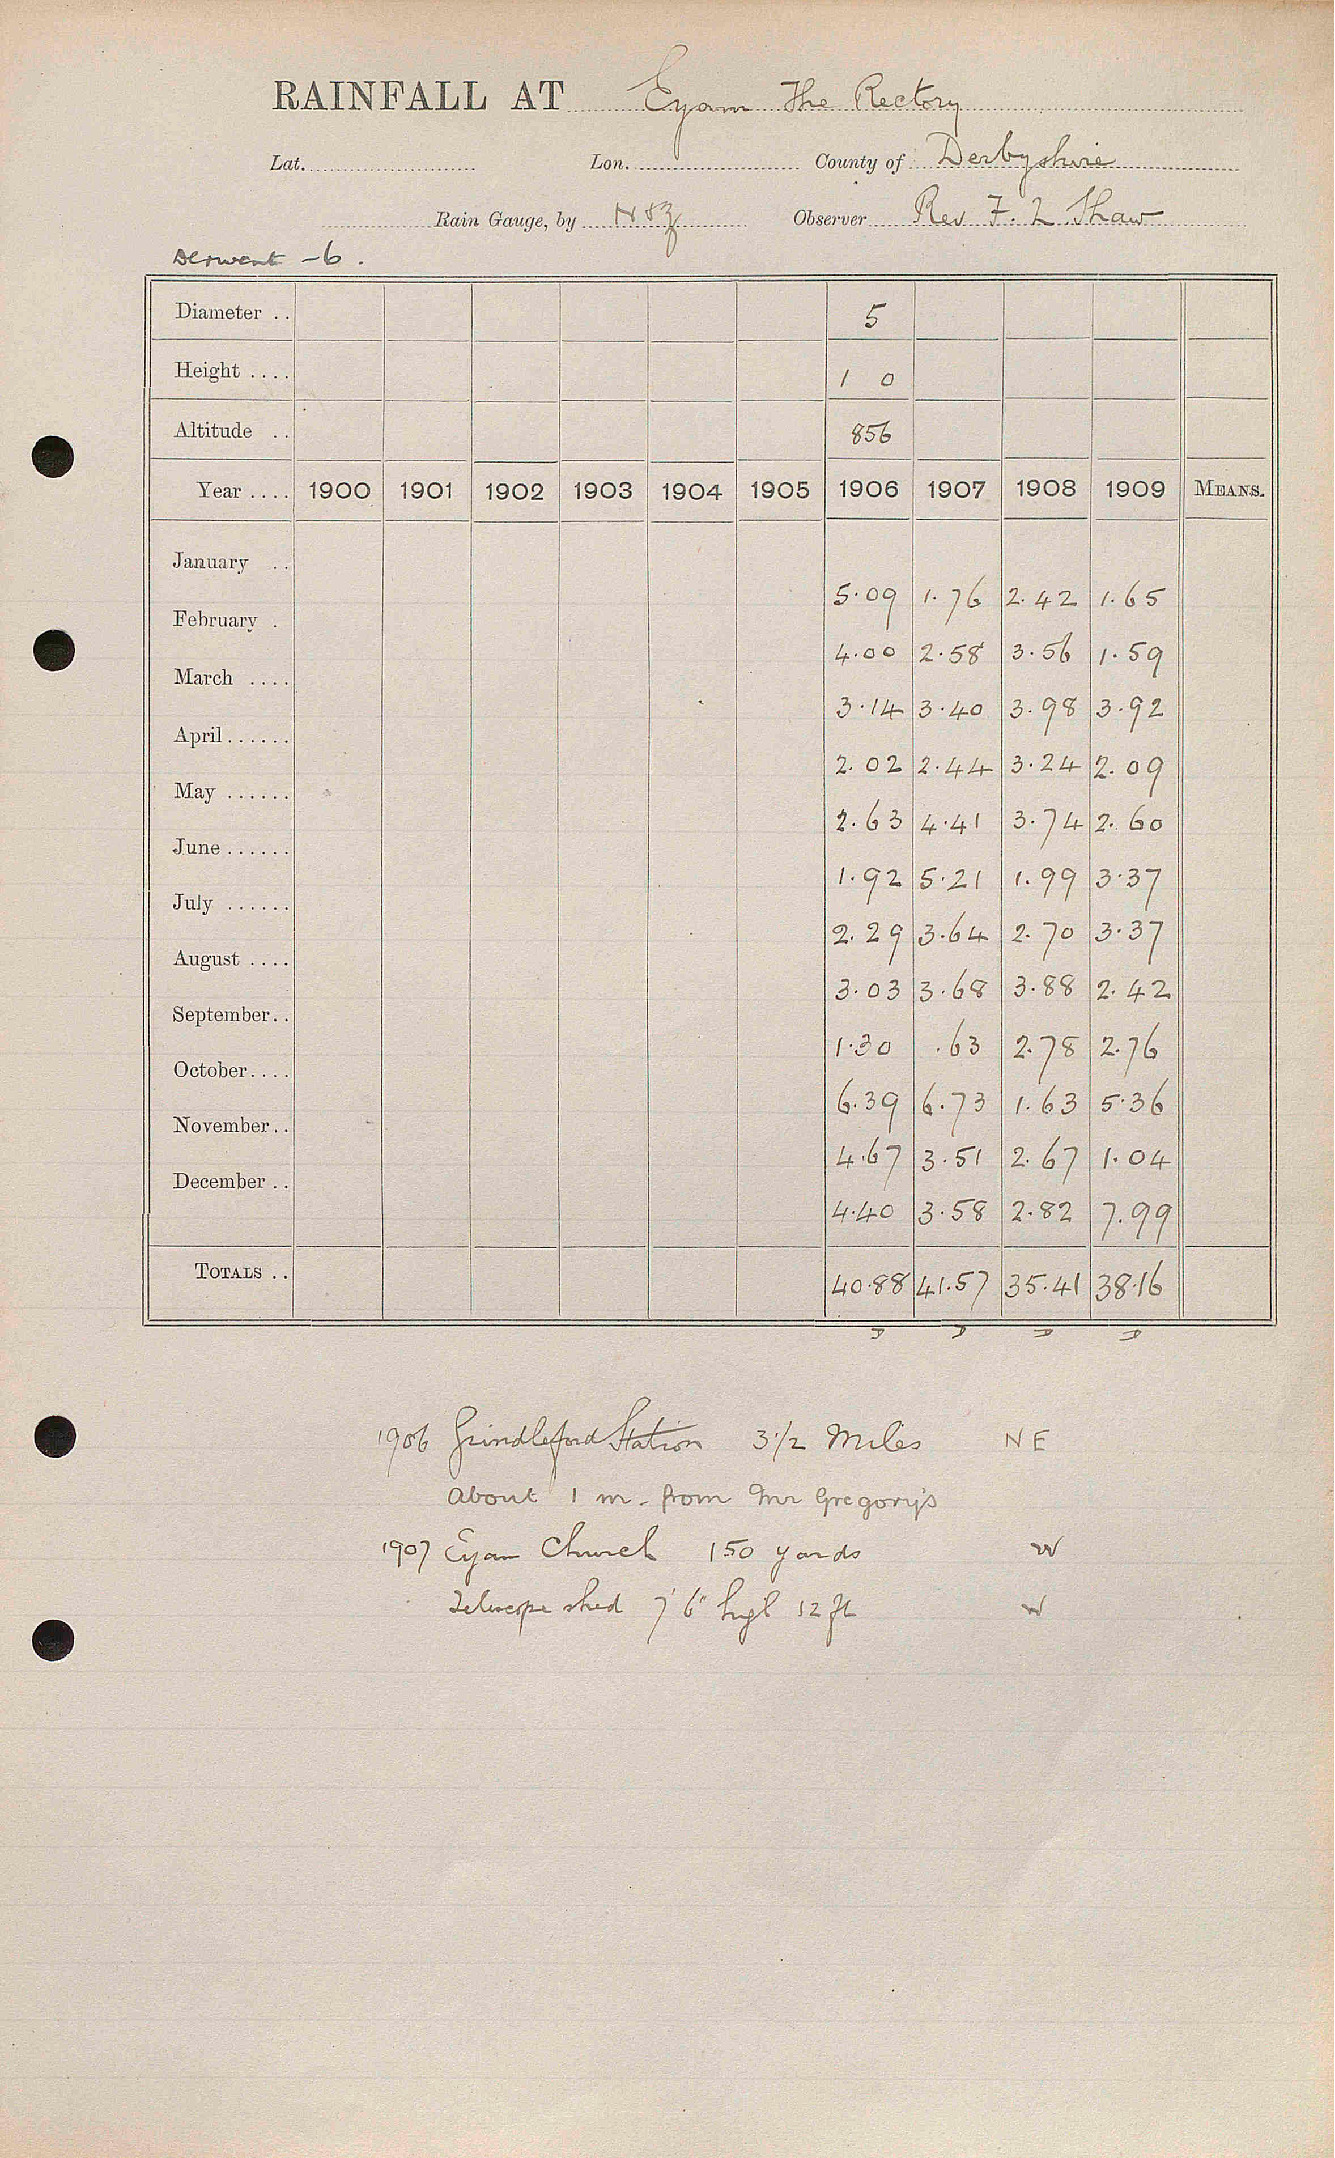 RAINFALL AT Eyam The Rectory
Lat. Lon. County of Derbyshire
Rain Gauge, by N & Z Observer Rev F. L. Shaw
Derwent -6.
Diameter .. 5
Height .... 1 0
Altitude .. 856
Year .... 1900 1901 1902 1903 1904 1905 1906 1907 1908 1909 MEANS.
January .. 5.09 1.76 2.42 1.65
February . 4.00 2.58 3.56 1.59
March .... 3.14 3.40 3.98 3.92
April...... 2.02 2.44 3.24 2.09
May ...... 2.63 4.41 3.74 2.60
June ...... 1.92 5.21 1.99 3.37
July ...... 2.29 3.64 2.70 3.37
August .... 3.03 3.68 3.88 2.42
September.. 1.30 .63 2.78 2.76
October.... 6.39 6.73 1.63 5.36
November.. 4.67 3.51 2.67 1.04
December .. 4.40 3.58 2.82 7.99
TOTALS .. 40.88 41.57 35.41 38.16
1906 Grindleford Station 3 1/2 Miles NE
About 1 m. from Mr Gregory's
1907 Eyam Church 150 yards W
Telescope shed 7' 6" high 12 ft W